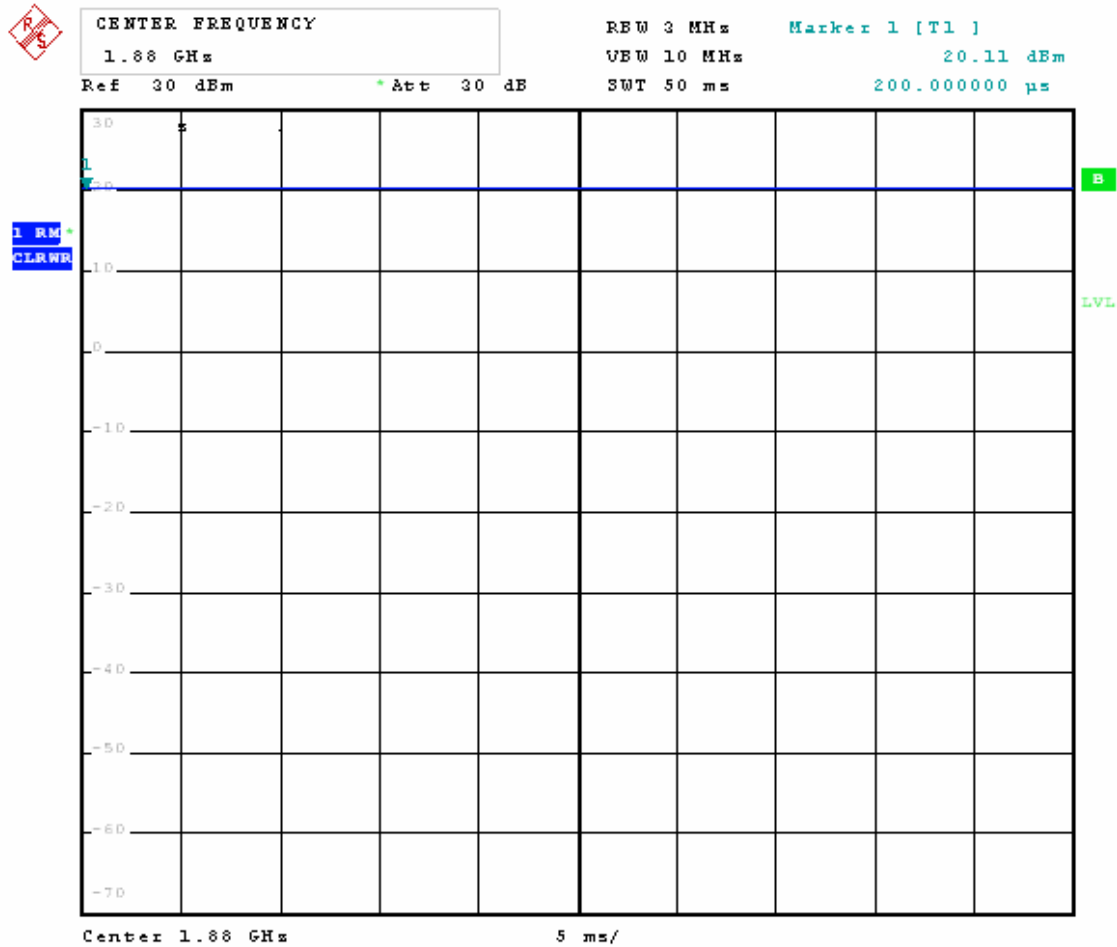 R
S
CENTER FREQUENCY
1.88 GHz
RBW 3 MHz
Marker 1 [T1 ]
VBW 10 MHz
20.11 dBm
Ref 30 dBm
* Att 30 dB
SWT 50 ms
200.000000 µs
30
s .
1
20
B
1 RM *
CLRWR
10
LVL
0
-10
-20
-30
-40
-50
-60
-70
Center 1.88 GHz
5 ms/